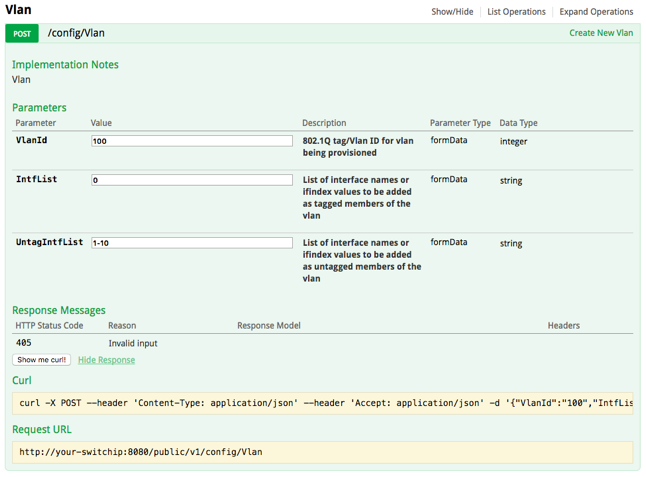 Vlan
Show/Hide List Operations Expand Operations
POST /config/Vlan Create New Vlan
Implementation Notes
Vlan
Parameters
Parameter Value Description Parameter Type Data Type
VlanId 100 802.1Q tag/Vlan ID for vlan formData integer
being provisioned
IntfList 0 List of interface names or formData string
ifindex values to be added
as tagged members of the
vlan
UntagIntfList 1-10 List of interface names or formData string
ifindex values to be added
as untagged members of the
vlan
Response Messages
HTTP Status Code Reason Response Model Headers
405 Invalid input
Show me curl! Hide Response
Curl
curl -X POST --header 'Content-Type: application/json' --header 'Accept: application/json' -d '{"VlanId":"100","IntfLis
Request URL
http://your-switchip:8080/public/v1/config/Vlan